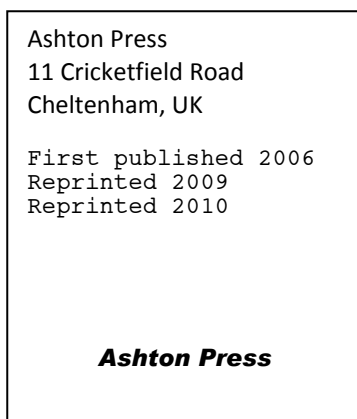 Ashton Press
11 Cricketfield Road
Cheltenham, UK
First published 2006
Reprinted 2009
Reprinted 2010
Ashton Press